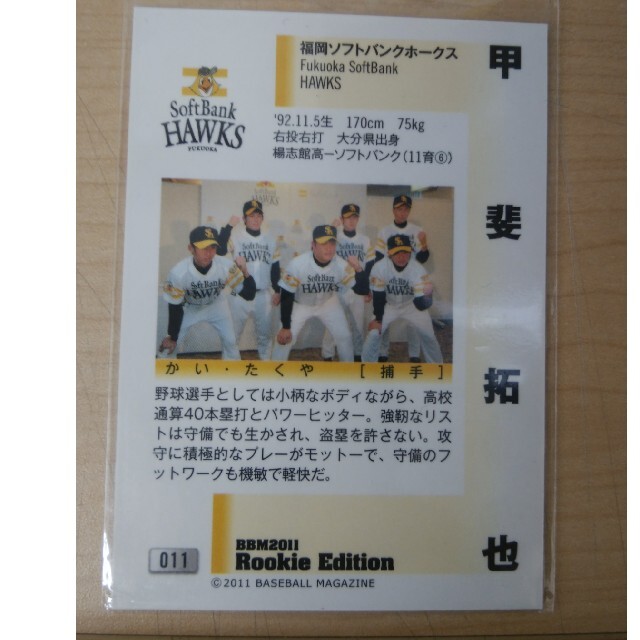 福岡ソフトバンクホークス
Fukuoka SoftBank
HAWKS
SoftBank
HAWKS
FUKUOKA
'92.11.5生 170cm 75kg
右投右打 大分県出身
楊志館高ーソフトバンク(11育⑥)
甲斐拓也
SoftBank
HAWKS
かい・たくや [捕手]
野球選手としては小柄なボディながら、高校
通算40本塁打とパワーヒッター。強靭なリス
トは守備でも生かされ、盗塁を許さない。攻
守に積極的なプレーがモットーで、守備のフ
ットワークも機敏で軽快だ。
011
BBM2011
Rookie Edition
©2011 BASEBALL MAGAZINE